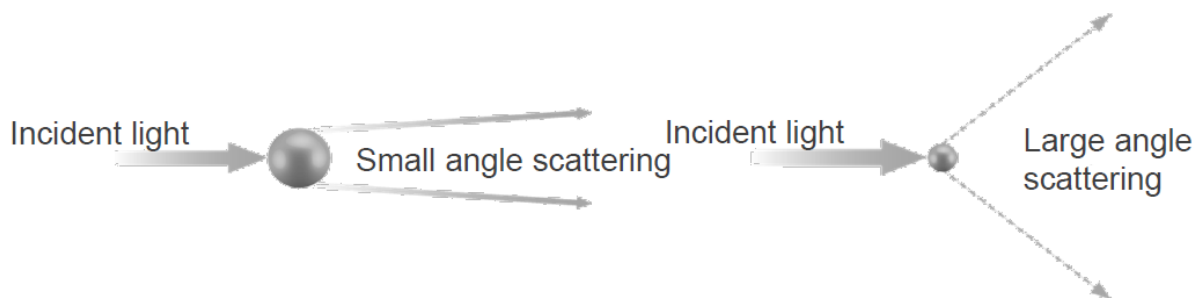 Incident light
Small angle scattering
Incident light
Large angle
scattering